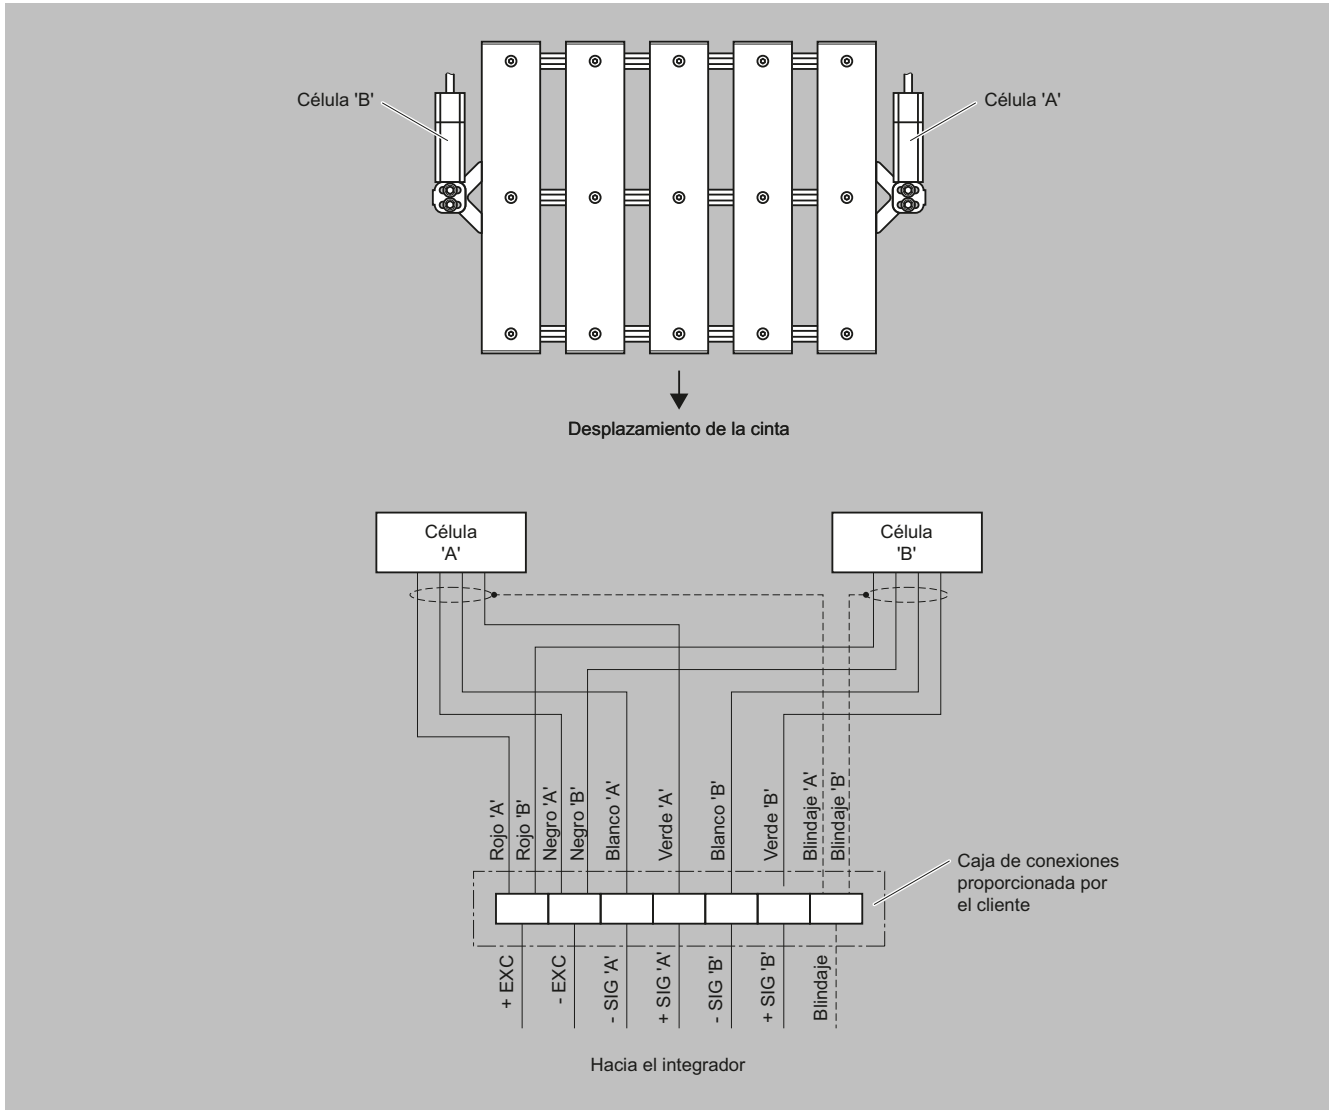 Célula 'B'
Célula 'A'
Desplazamiento de la cinta
Célula
'A'
Célula
'B'
Rojo 'A'
Rojo 'B'
Negro 'A'
Negro 'B'
Blanco 'A'
Verde 'A'
Blanco 'B'
Verde 'B'
Blindaje 'A'
Blindaje 'B'
Caja de conexiones
proporcionada por
el cliente
+ EXC
- EXC
- SIG 'A'
+ SIG 'A'
- SIG 'B'
+ SIG 'B'
Blindaje
Hacia el integrador